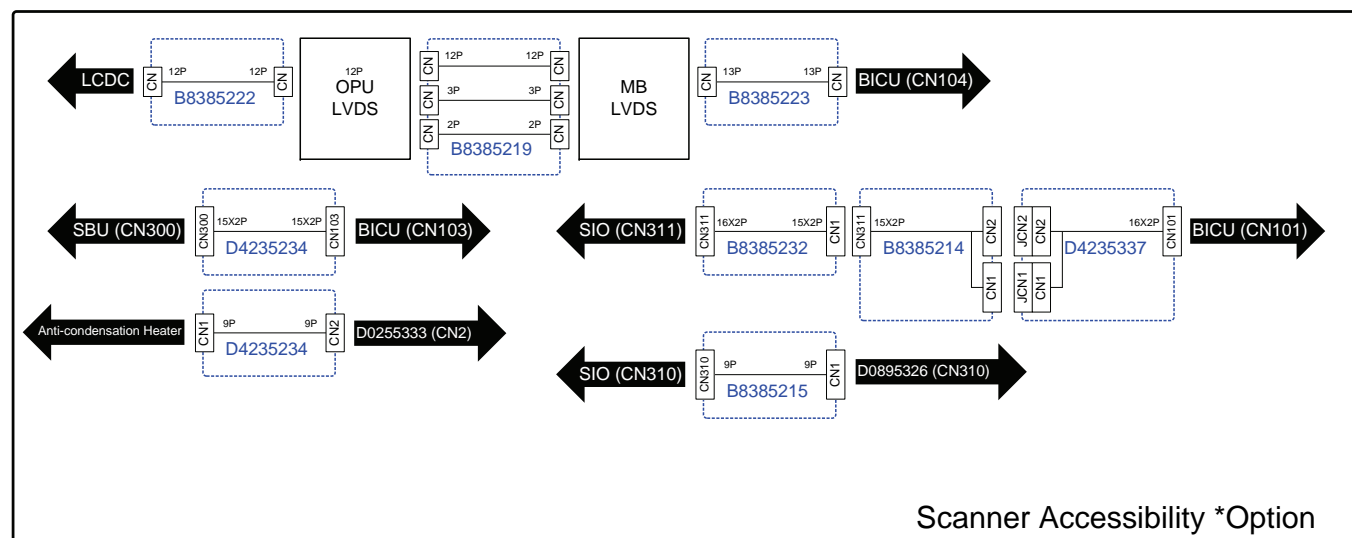 LCDC
CN
12P
12P
CN
B8385222
12P
OPU
LVDS
CN
12P
12P
CN
CN
3P
3P
CN
CN
2P
2P
CN
B8385219
MB
LVDS
CN
13P
13P
CN
B8385223
BICU (CN104)
SBU (CN300)
CN300
15X2P
15X2P
CN103
D4235234
BICU (CN103)
SIO (CN311)
CN311
16X2P
15X2P
CN1
B8385232
CN311
15X2P
CN2
B8385214
CN1
JCN2
CN2
16X2P
CN101
D4235337
JCN1
CN1
BICU (CN101)
Anti-condensation Heater
CN1
9P
9P
CN2
D4235234
D0255333 (CN2)
SIO (CN310)
CN310
9P
9P
CN1
B8385215
D0895326 (CN310)
Scanner Accessibility *Option